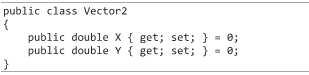 public class Vector2
{
    public double X { get; set; } = 0;
    public double Y { get; set; } = 0;
}